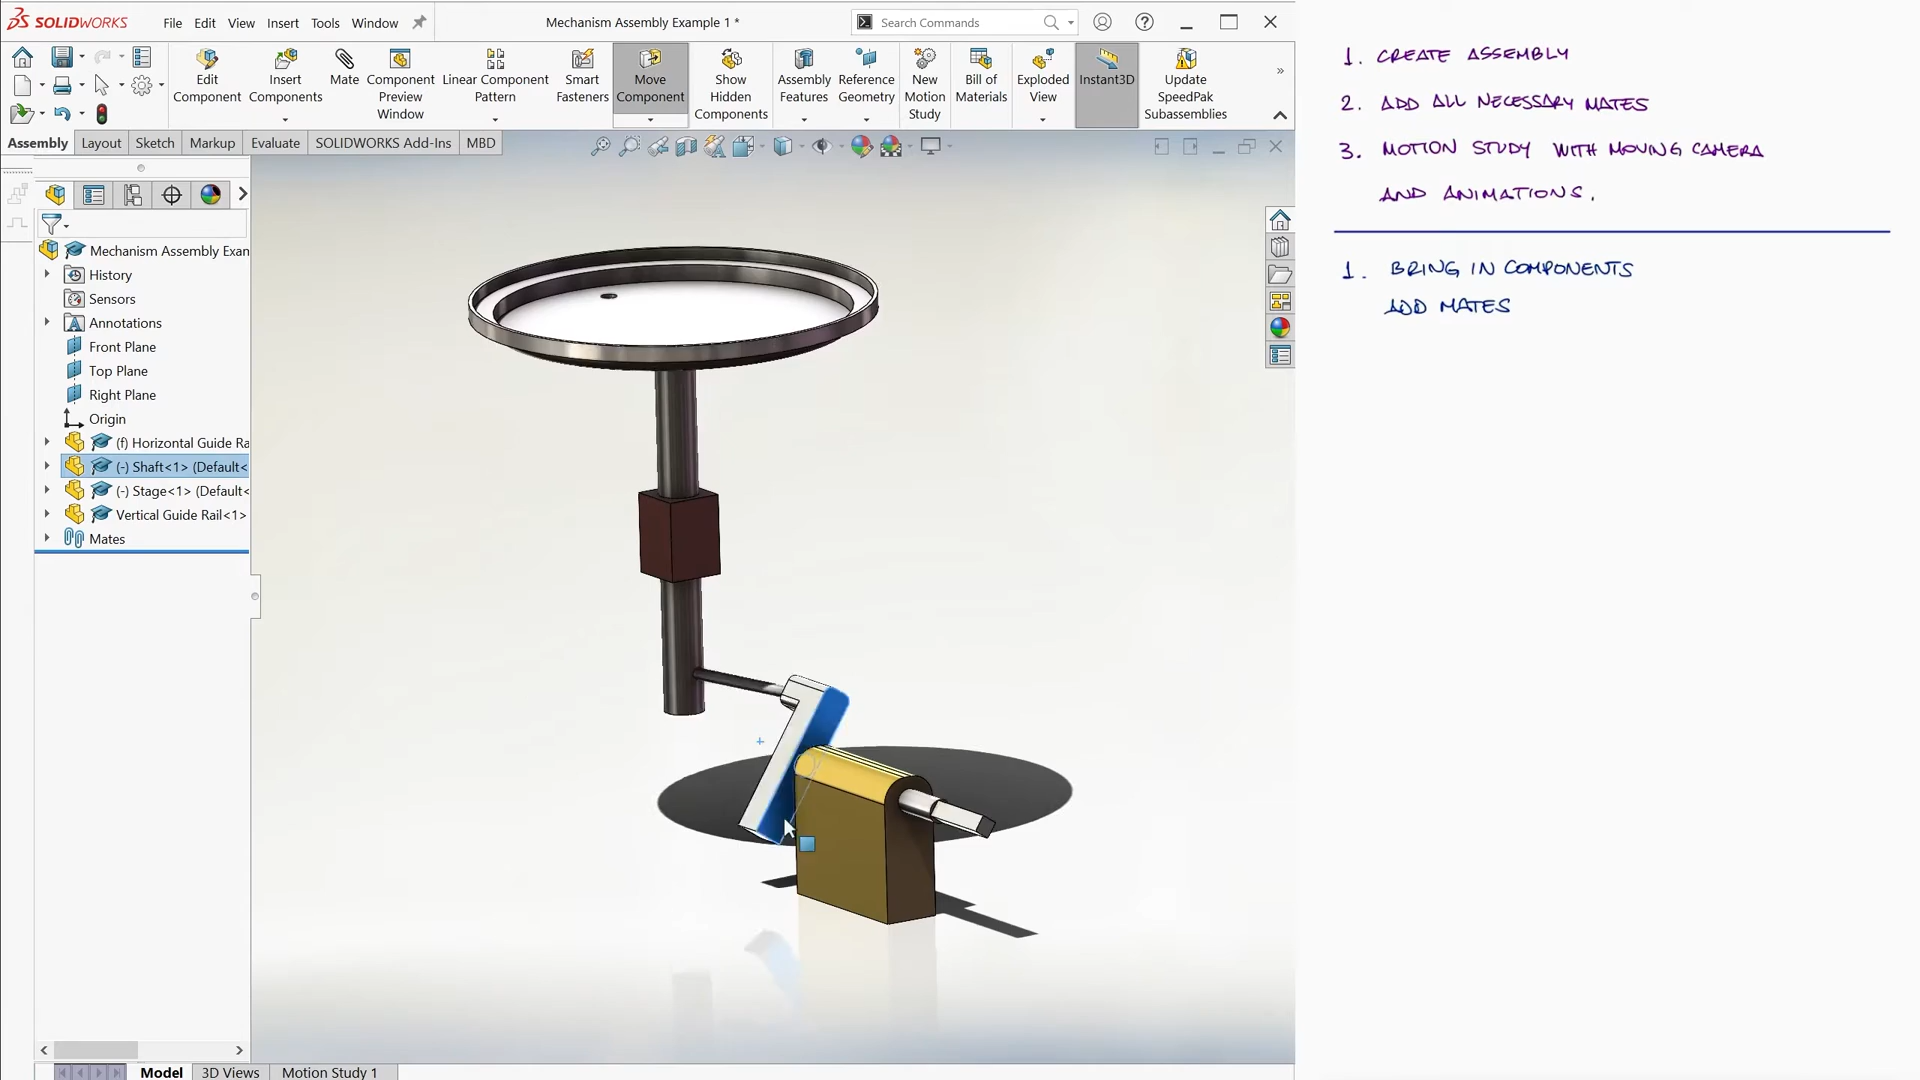 SOLIDWORKS
File Edit View Insert Tools Window
Mechanism Assembly Example 1 *
Search Commands
Edit Component
Insert Components
Mate
Component Preview Window
Linear Component Pattern
Smart Fasteners
Move Component
Show Hidden Components
Assembly Features
Reference Geometry
New Motion Study
Bill of Materials
Exploded View
Instant3D
Update SpeedPak Subassemblies
Assembly Layout Sketch Markup Evaluate SOLIDWORKS Add-Ins MBD
Mechanism Assembly Exam
History
Sensors
Annotations
Front Plane
Top Plane
Right Plane
Origin
(f) Horizontal Guide Ra
(-) Shaft<1> (Default<
(-) Stage<1> (Default<
Vertical Guide Rail<1>
Mates
Model 3D Views Motion Study 1
1. CREATE ASSEMBLY
2. ADD ALL NECESSARY MATES
3. MOTION STUDY WITH MOVING CAMERA
AND ANIMATIONS.
1. BRING IN COMPONENTS
ADD MATES